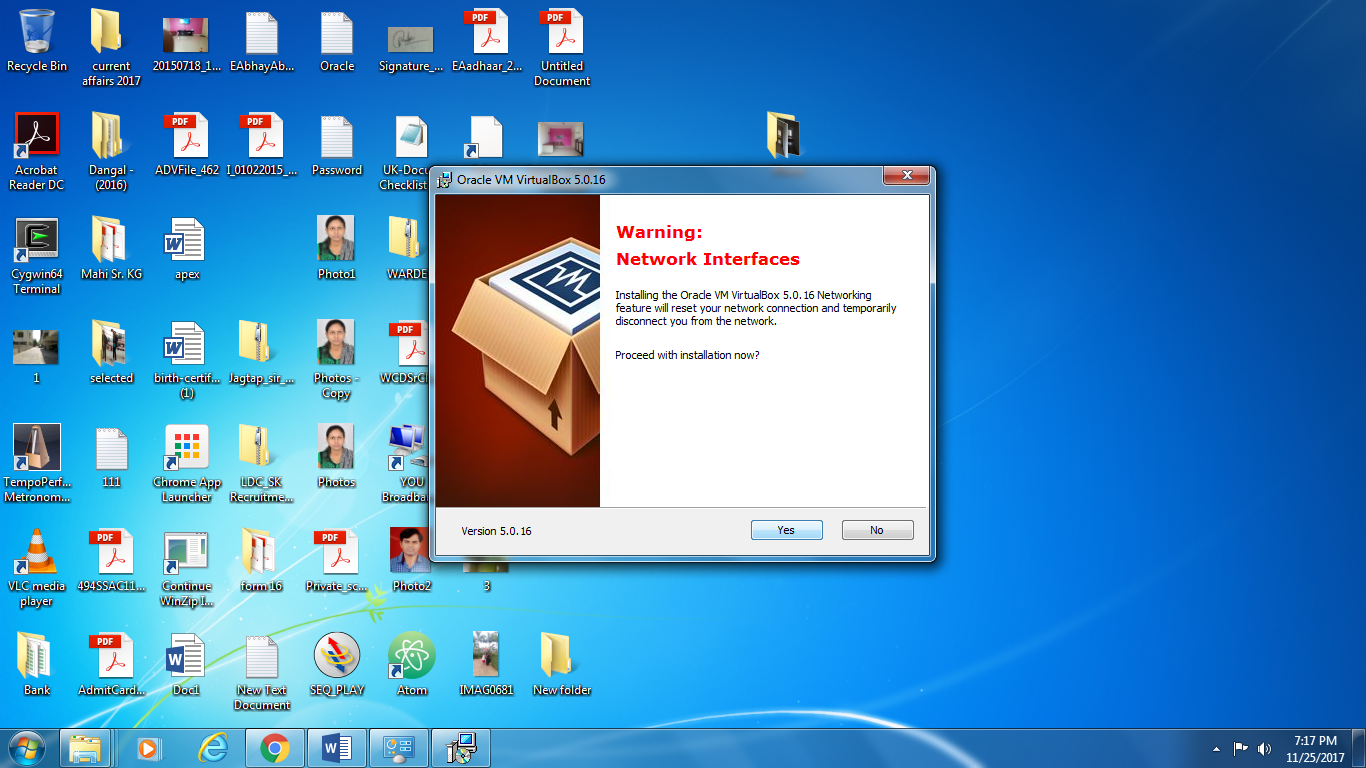 Recycle Bin
current
affairs 2017
20150718_1...
EAbhayAb...
Oracle
Signature_...
EAadhaar_2...
Untitled
Document
Acrobat
Reader DC
Dangal -
(2016)
ADVFile_462
I_01022015_...
Password
UK-Docu
Checklist
Cygwin64
Terminal
Mahi Sr. KG
apex
Photo1
WARDE
1
selected
birth-certif...
(1)
Jagtap_sir_...
Photos -
Copy
WCDSrCl
TempoPerf...
Metronom...
111
Chrome App
Launcher
LDC_SK
Recruitme...
Photos
YOU
Broadba
VLC media
player
494SSAC11...
Continue
WinZip I...
form 16
Private_sc...
Photo2
3
Bank
AdmitCard...
Doc1
New Text
Document
SEQ_PLAY
Atom
IMAG0681
New folder
Oracle VM VirtualBox 5.0.16
Warning:
Network Interfaces
Installing the Oracle VM VirtualBox 5.0.16 Networking
feature will reset your network connection and temporarily
disconnect you from the network.
Proceed with installation now?
Version 5.0.16
Yes
No
7:17 PM
11/25/2017